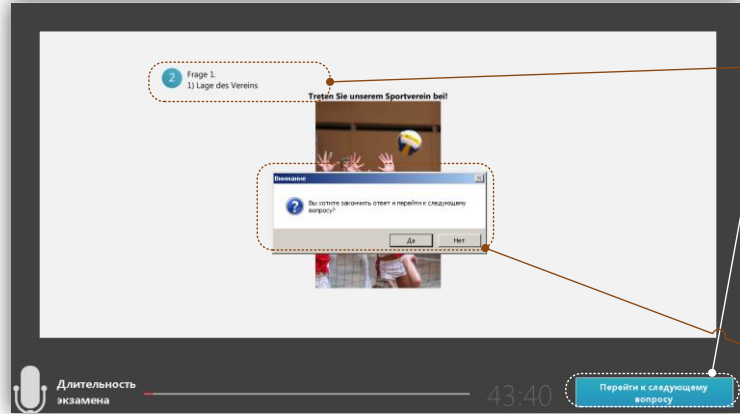 2
Frage 1.
1) Lage des Vereins
Treten Sie unserem Sportverein bei!
Внимание
Вы хотите закончить ответ и перейти к следующему
вопросу?
Да
Нет
Длительность
экзамена
43:40
Перейти к следующему
вопросу